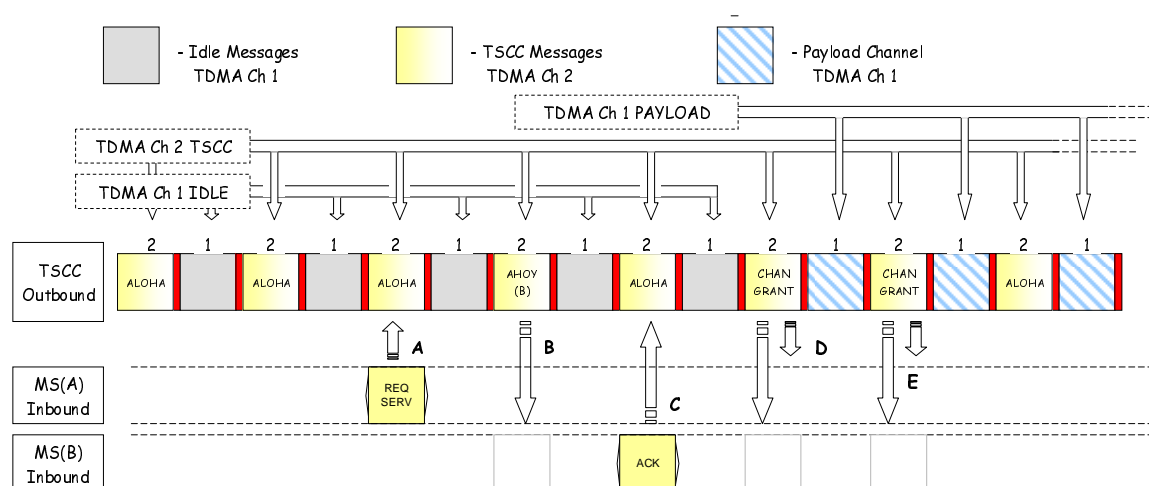 - Idle Messages
TDMA Ch 1
- TSCC Messages
TDMA Ch 2
- Payload Channel
TDMA Ch 1
TDMA Ch 1 PAYLOAD
TDMA Ch 2 TSCC
TDMA Ch 1 IDLE
2 1 2 1 2 1 2 1 2 1 2 1 2 1 2 1
TSCC
Outbound
ALOHA
ALOHA
ALOHA
AHOY
(B)
ALOHA
CHAN
GRANT
CHAN
GRANT
ALOHA
A
B
C
D
E
MS(A)
Inbound
REQ
SERV
MS(B)
Inbound
ACK